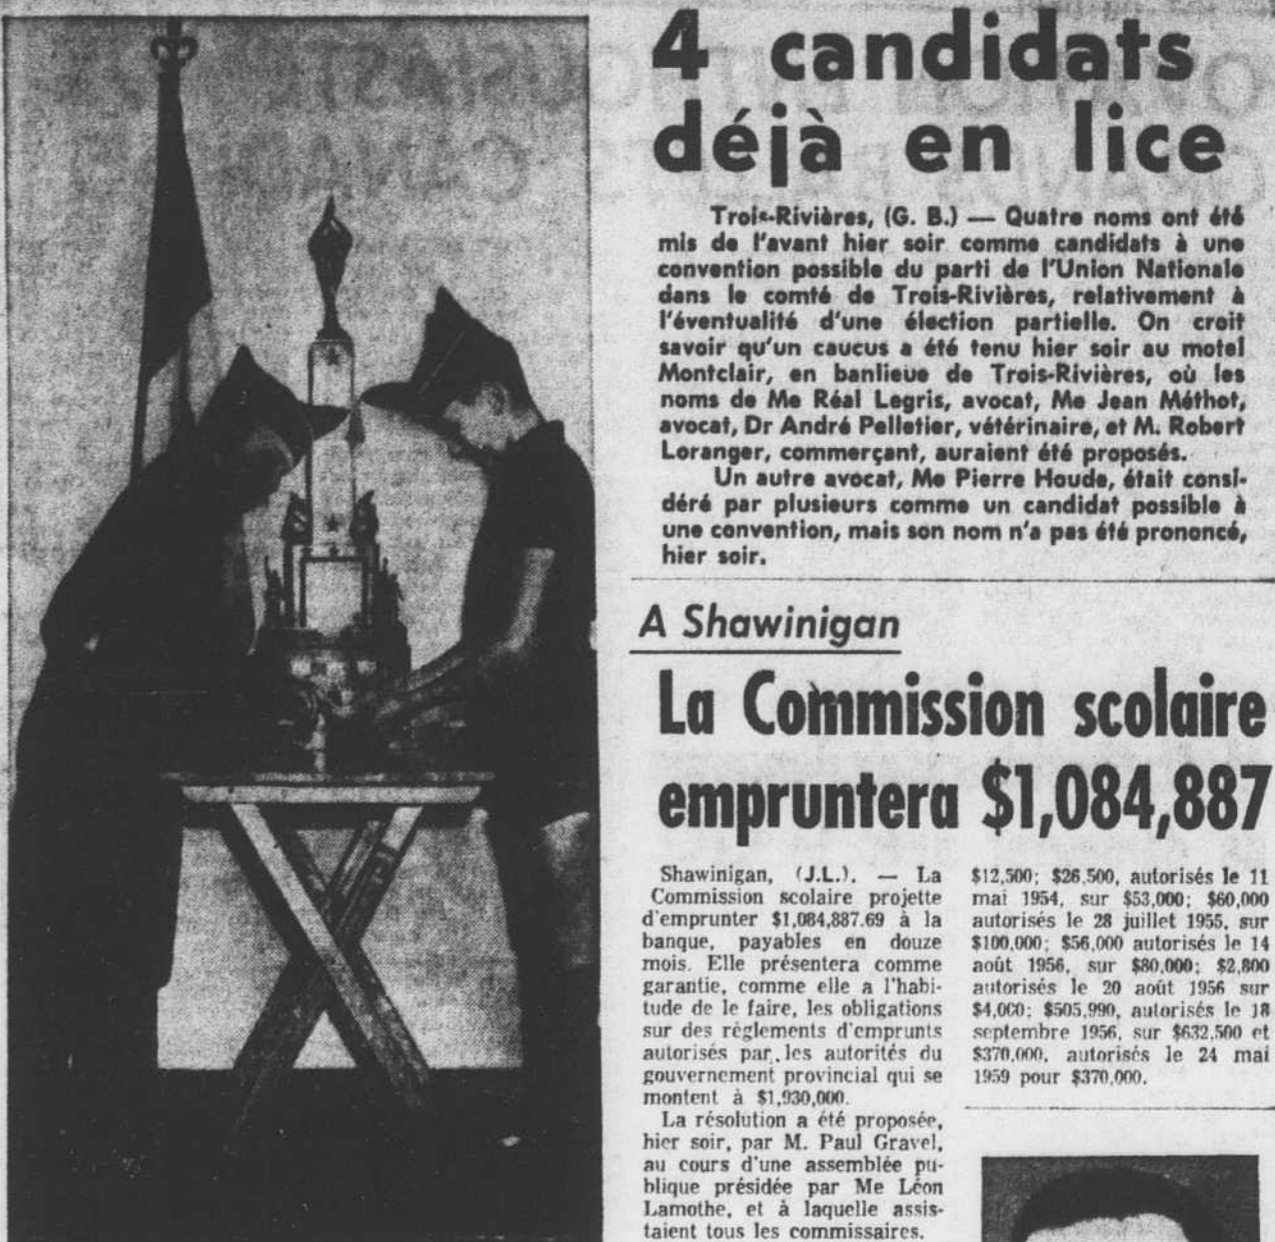 4 candidats
déjà en lice
Trois-Rivières, (G. B.) — Quatre noms ont été
mis de l'avant hier soir comme candidats à une
convention possible du parti de l'Union Nationale
dans le comté de Trois-Rivières, relativement à
l'éventualité d'une élection partielle. On croit
savoir qu'un caucus a été tenu hier soir au motel
Montclair, en banlieue de Trois-Rivières, où les
noms de Me Réal Legris, avocat, Me Jean Méthot,
avocat, Dr André Pelletier, vétérinaire, et M. Robert
Loranger, commerçant, auraient été proposés.
Un autre avocat, Me Pierre Houde, était consi-
déré par plusieurs comme un candidat possible à
une convention, mais son nom n'a pas été prononcé,
hier soir.
A Shawinigan
La Commission scolaire
empruntera $1,084,887
Shawinigan, (J.L.). — La
Commission scolaire projette
d'emprunter $1,084,887.69 à la
banque, payables en douze
mois. Elle présentera comme
garantie, comme elle a l'habi-
tude de le faire, les obligations
sur des règlements d'emprunts
autorisés par les autorités du
gouvernement provincial qui se
montent à $1,930,000.
La résolution a été proposée,
hier soir, par M. Paul Gravel,
au cours d'une assemblée pu-
blique présidée par Me Léon
Lamothe, et à laquelle assis-
taient tous les commissaires.
$12,500; $26,500, autorisés le 11
mai 1954, sur $53,000; $60,000
autorisés le 28 juillet 1955, sur
$100,000; $56,000 autorisés le 14
août 1956, sur $80,000; $2,800
autorisés le 20 août 1956 sur
$4,000; $505,990, autorisés le 18
septembre 1956, sur $632,500 et
$370,000, autorisés le 24 mai
1959 pour $370,000.